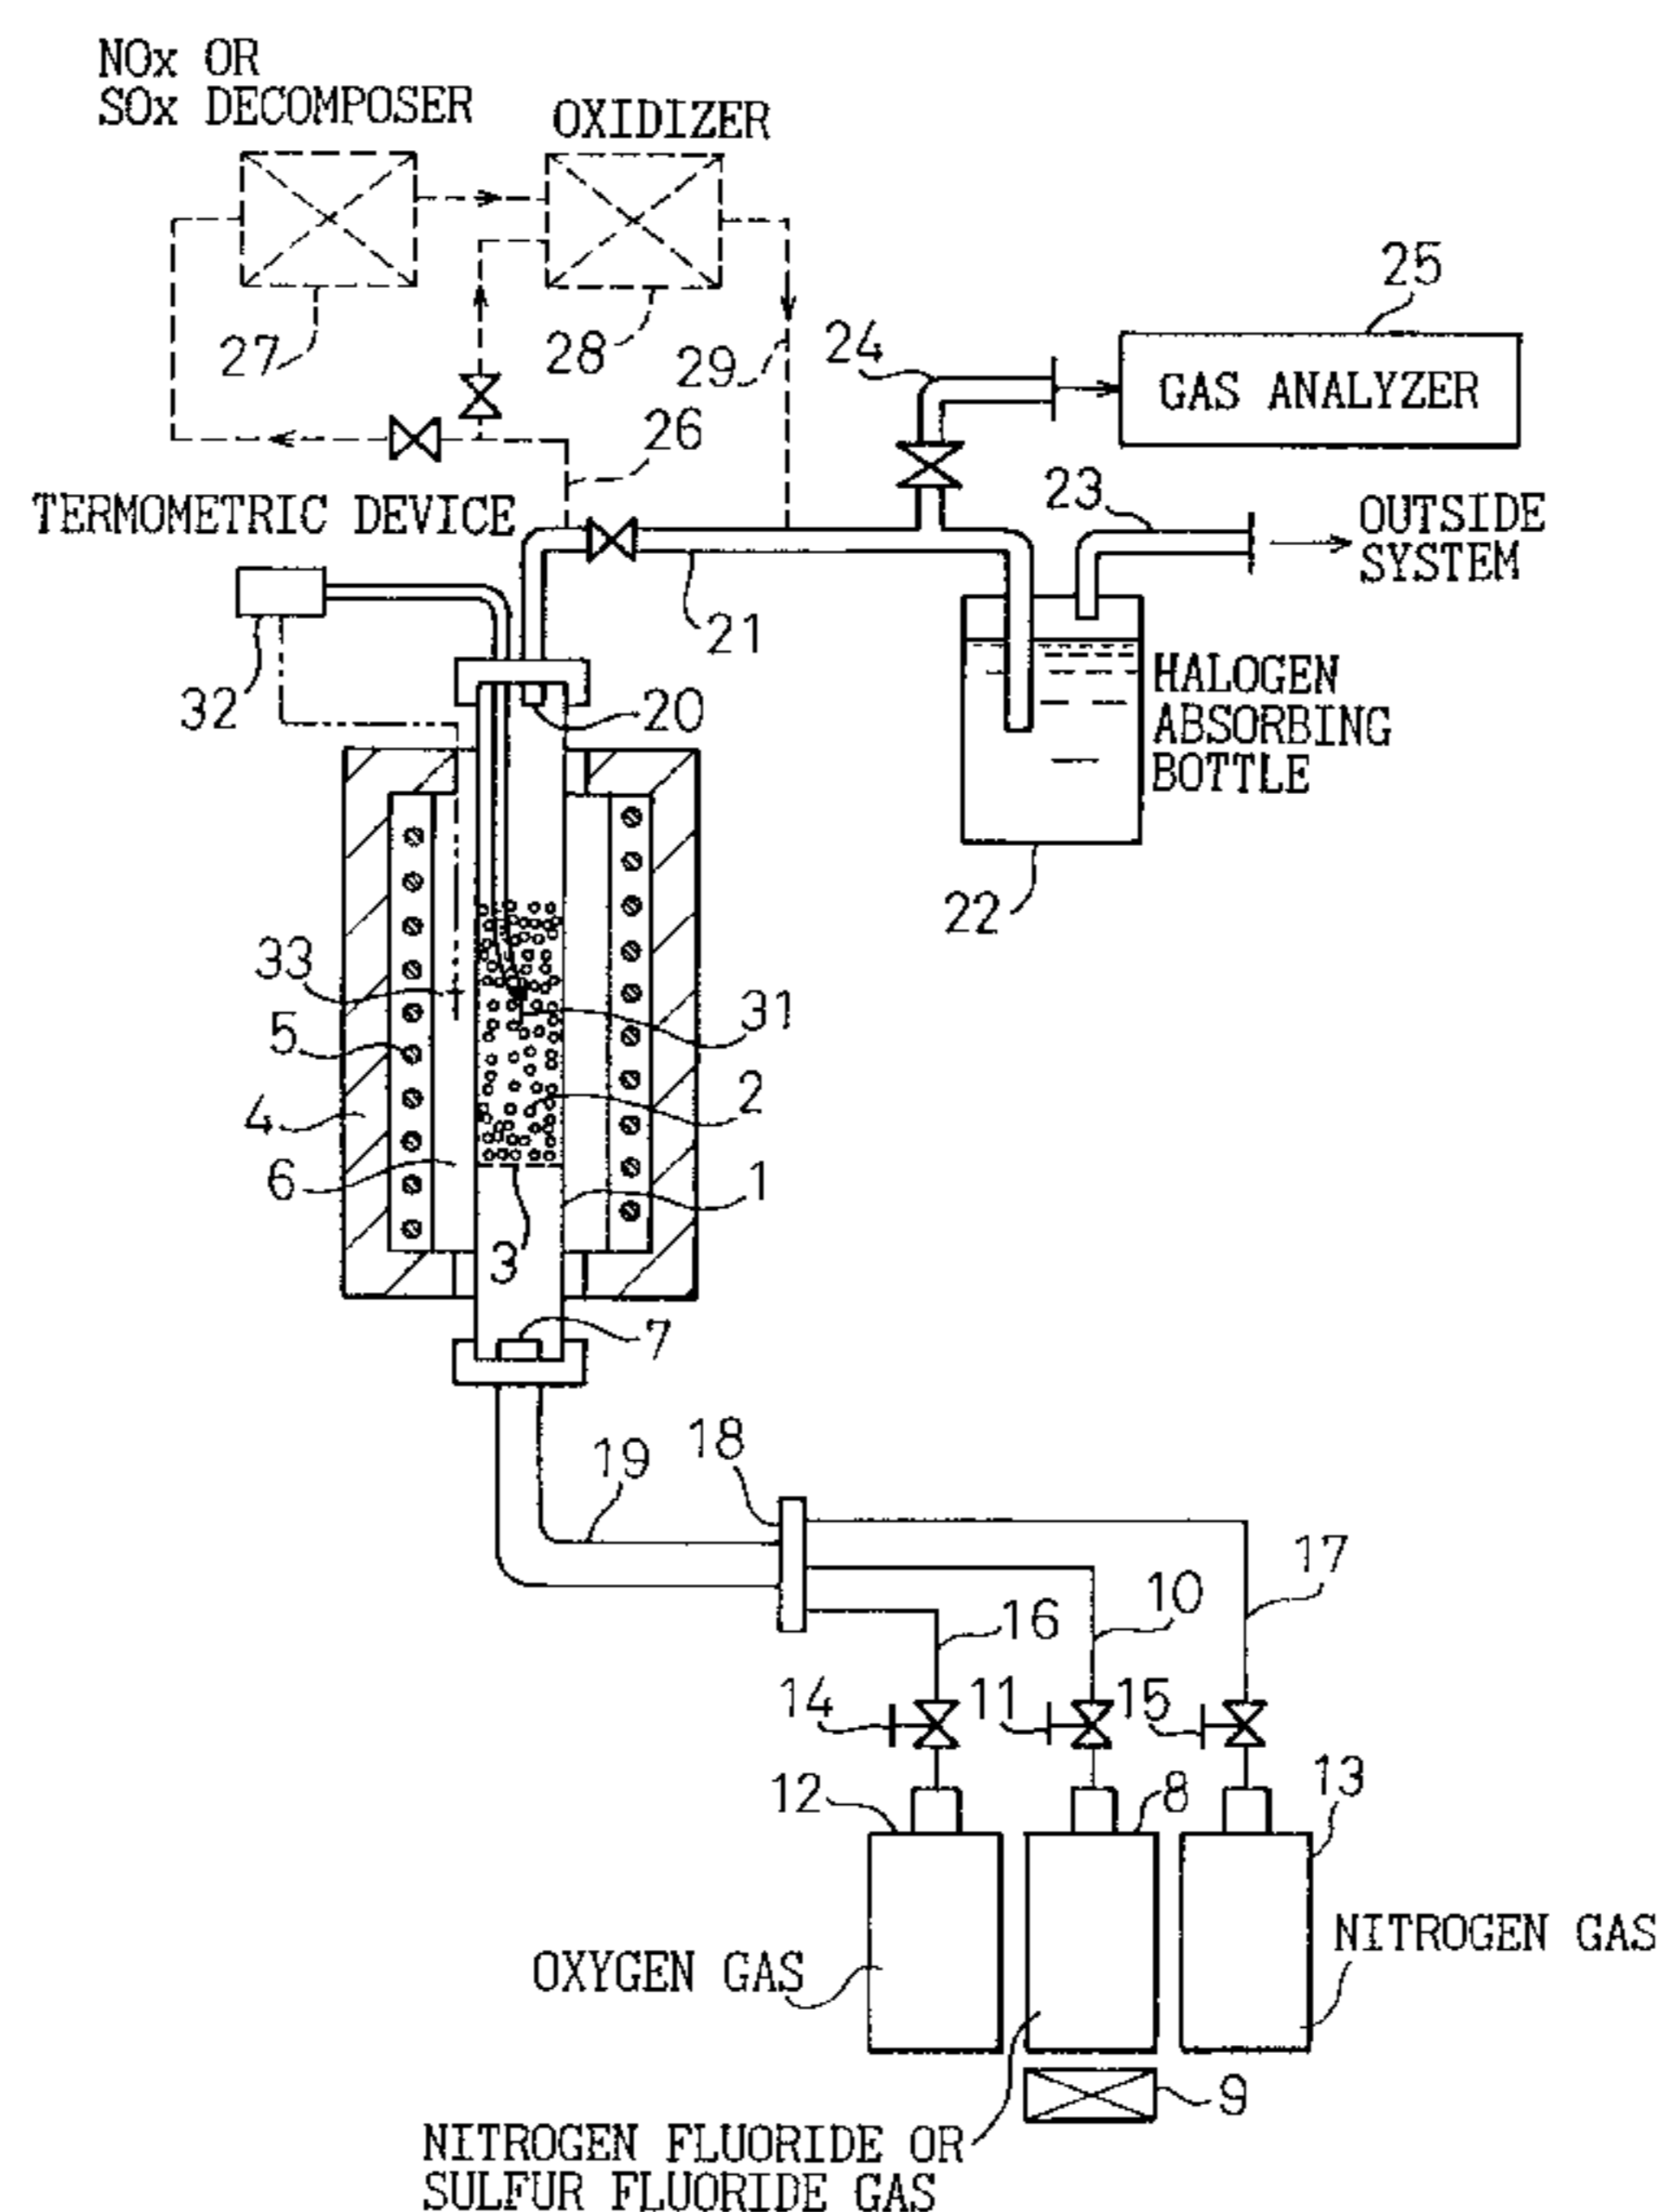 NOx OR
SOx DECOMPOSER
OXIDIZER
25
27
28
29
24
GAS ANALYZER
26
23
TERMOMETRIC DEVICE
OUTSIDE
SYSTEM
21
32
20
HALOGEN
ABSORBING
BOTTLE
22
33
31
5
2
4
6
1
3
7
19
18
17
10
16
14
11
15
13
12
8
NITROGEN GAS
OXYGEN GAS
9
NITROGEN FLUORIDE OR
SULFUR FLUORIDE GAS